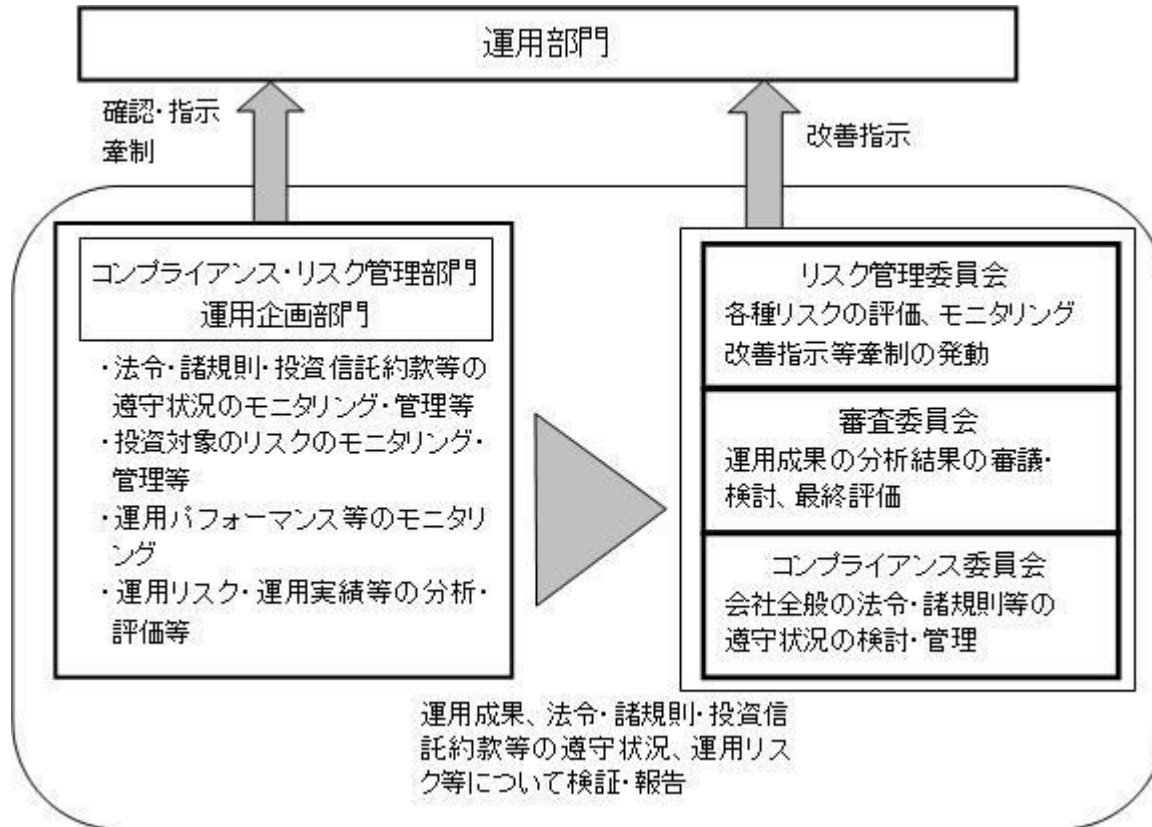 運用部門
確認・指示
牽制
改善指示
コンプライアンス・リスク管理部門
運用企画部門
・法令・諸規則・投資信託約款等の
遵守状況のモニタリング・管理等
・投資対象のリスクのモニタリング・
管理等
・運用パフォーマンス等のモニタリ
ング
・運用リスク・運用実績等の分析・
評価等
リスク管理委員会
各種リスクの評価、モニタリング
改善指示等牽制の発動
審査委員会
運用成果の分析結果の審議・
検討、最終評価
コンプライアンス委員会
会社全般の法令・諸規則等の
遵守状況の検討・管理
運用成果、法令・諸規則・投資信
託約款等の遵守状況、運用リス
ク等について検証・報告